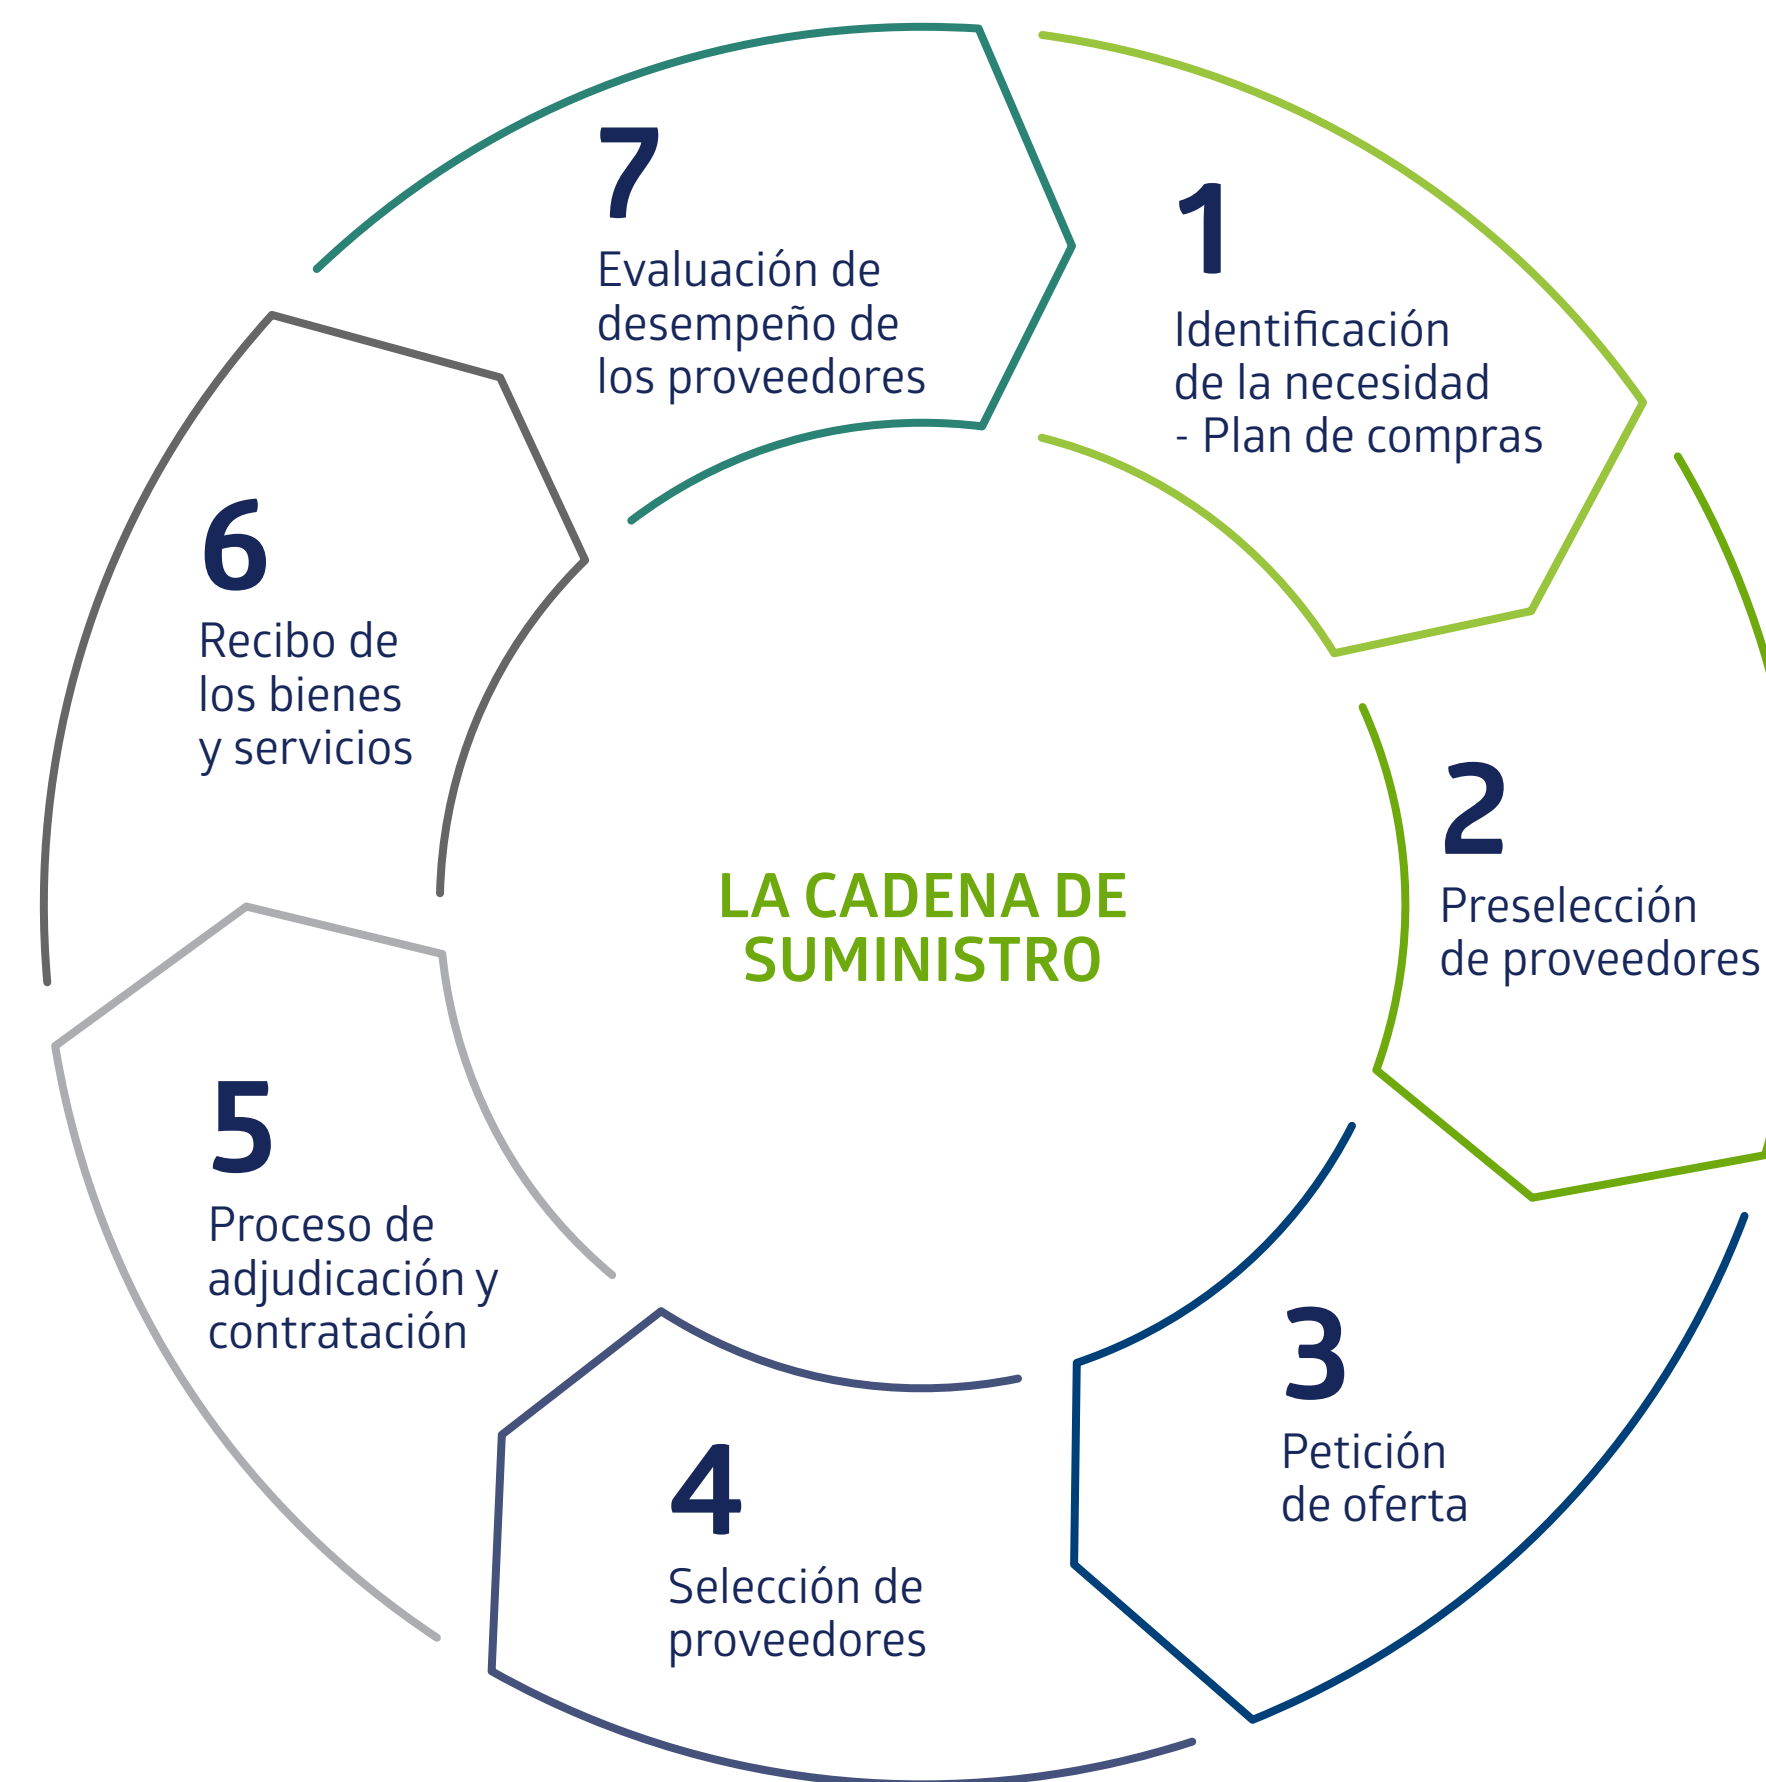 LA CADENA DE
SUMINISTRO
1
Identificación
de la necesidad
- Plan de compras
2
Preselección
de proveedores
3
Petición
de oferta
4
Selección de
proveedores
5
Proceso de
adjudicación y
contratación
6
Recibo de
los bienes
y servicios
7
Evaluación de
desempeño de
los proveedores